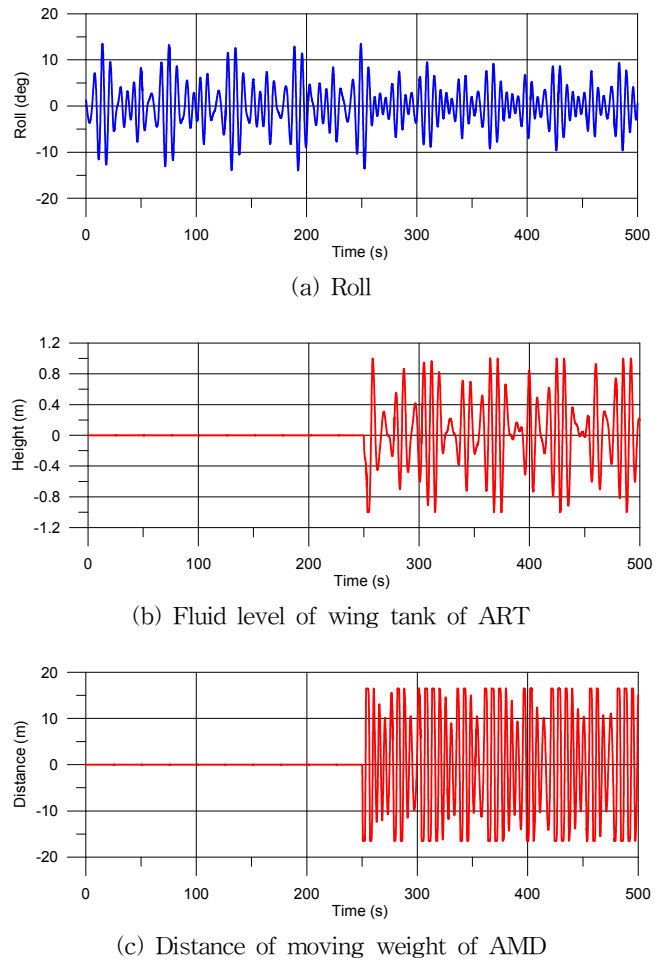 20
10
0
-10
-20
Roll (deg)
0 100 200 300 400 500
Time (s)
(a) Roll
1.2
0.8
0.4
0
-0.4
-0.8
-1.2
Height (m)
0 100 200 300 400 500
Time (s)
(b) Fluid level of wing tank of ART
20
10
0
-10
-20
Distance (m)
0 100 200 300 400 500
Time (s)
(c) Distance of moving weight of AMD